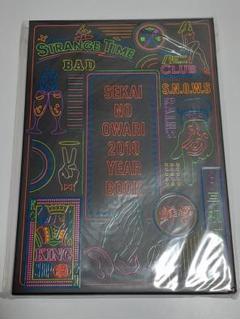 STRANGE TIME
BAD
CLUB
S.N.O.W.S
SEKAI
NO
OWARI
2018
YEAR
BOOK
KING